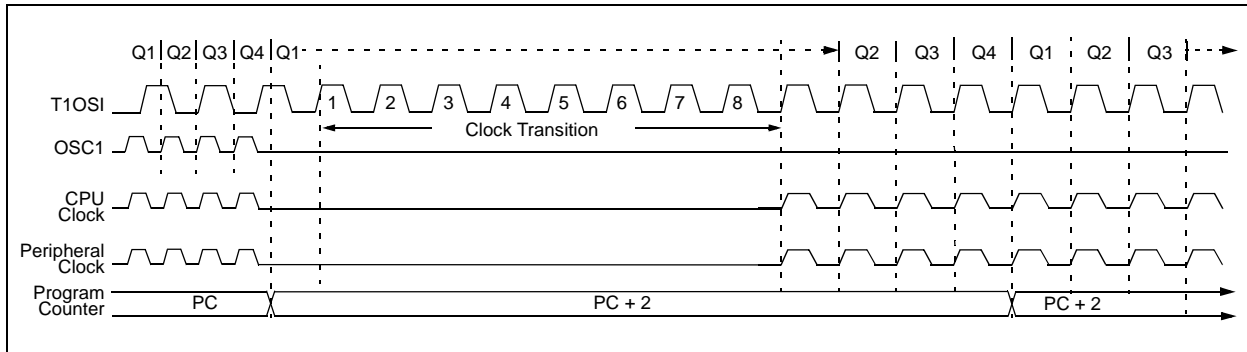 Q1 Q2 Q3 Q4 Q1 Q2 Q3 Q4 Q1 Q2 Q3
T1OSI
1 2 3 4 5 6 7 8
Clock Transition
OSC1
CPU
Clock
Peripheral
Clock
Program
Counter
PC PC + 2 PC + 2